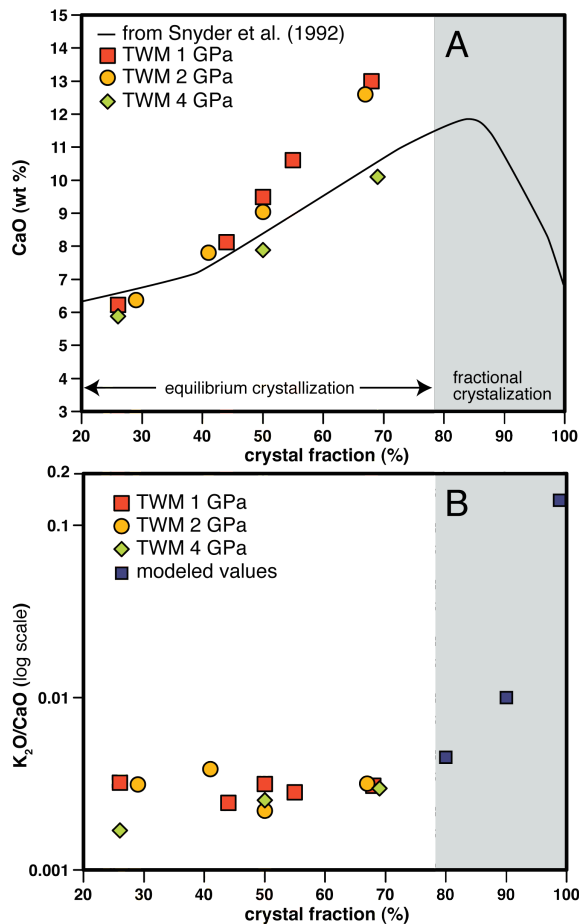 15
14
13
12
11
10
9
8
7
6
5
4
3
CaO (wt %)
from Snyder et al. (1992)
TWM 1 GPa
TWM 2 GPa
TWM 4 GPa
A
equilibrium crystallization
fractional
crystalization
20 30 40 50 60 70 80 90 100
crystal fraction (%)
0.2
0.1
0.01
0.001
K2O/CaO (log scale)
TWM 1 GPa
TWM 2 GPa
TWM 4 GPa
modeled values
B
20 30 40 50 60 70 80 90 100
crystal fraction (%)